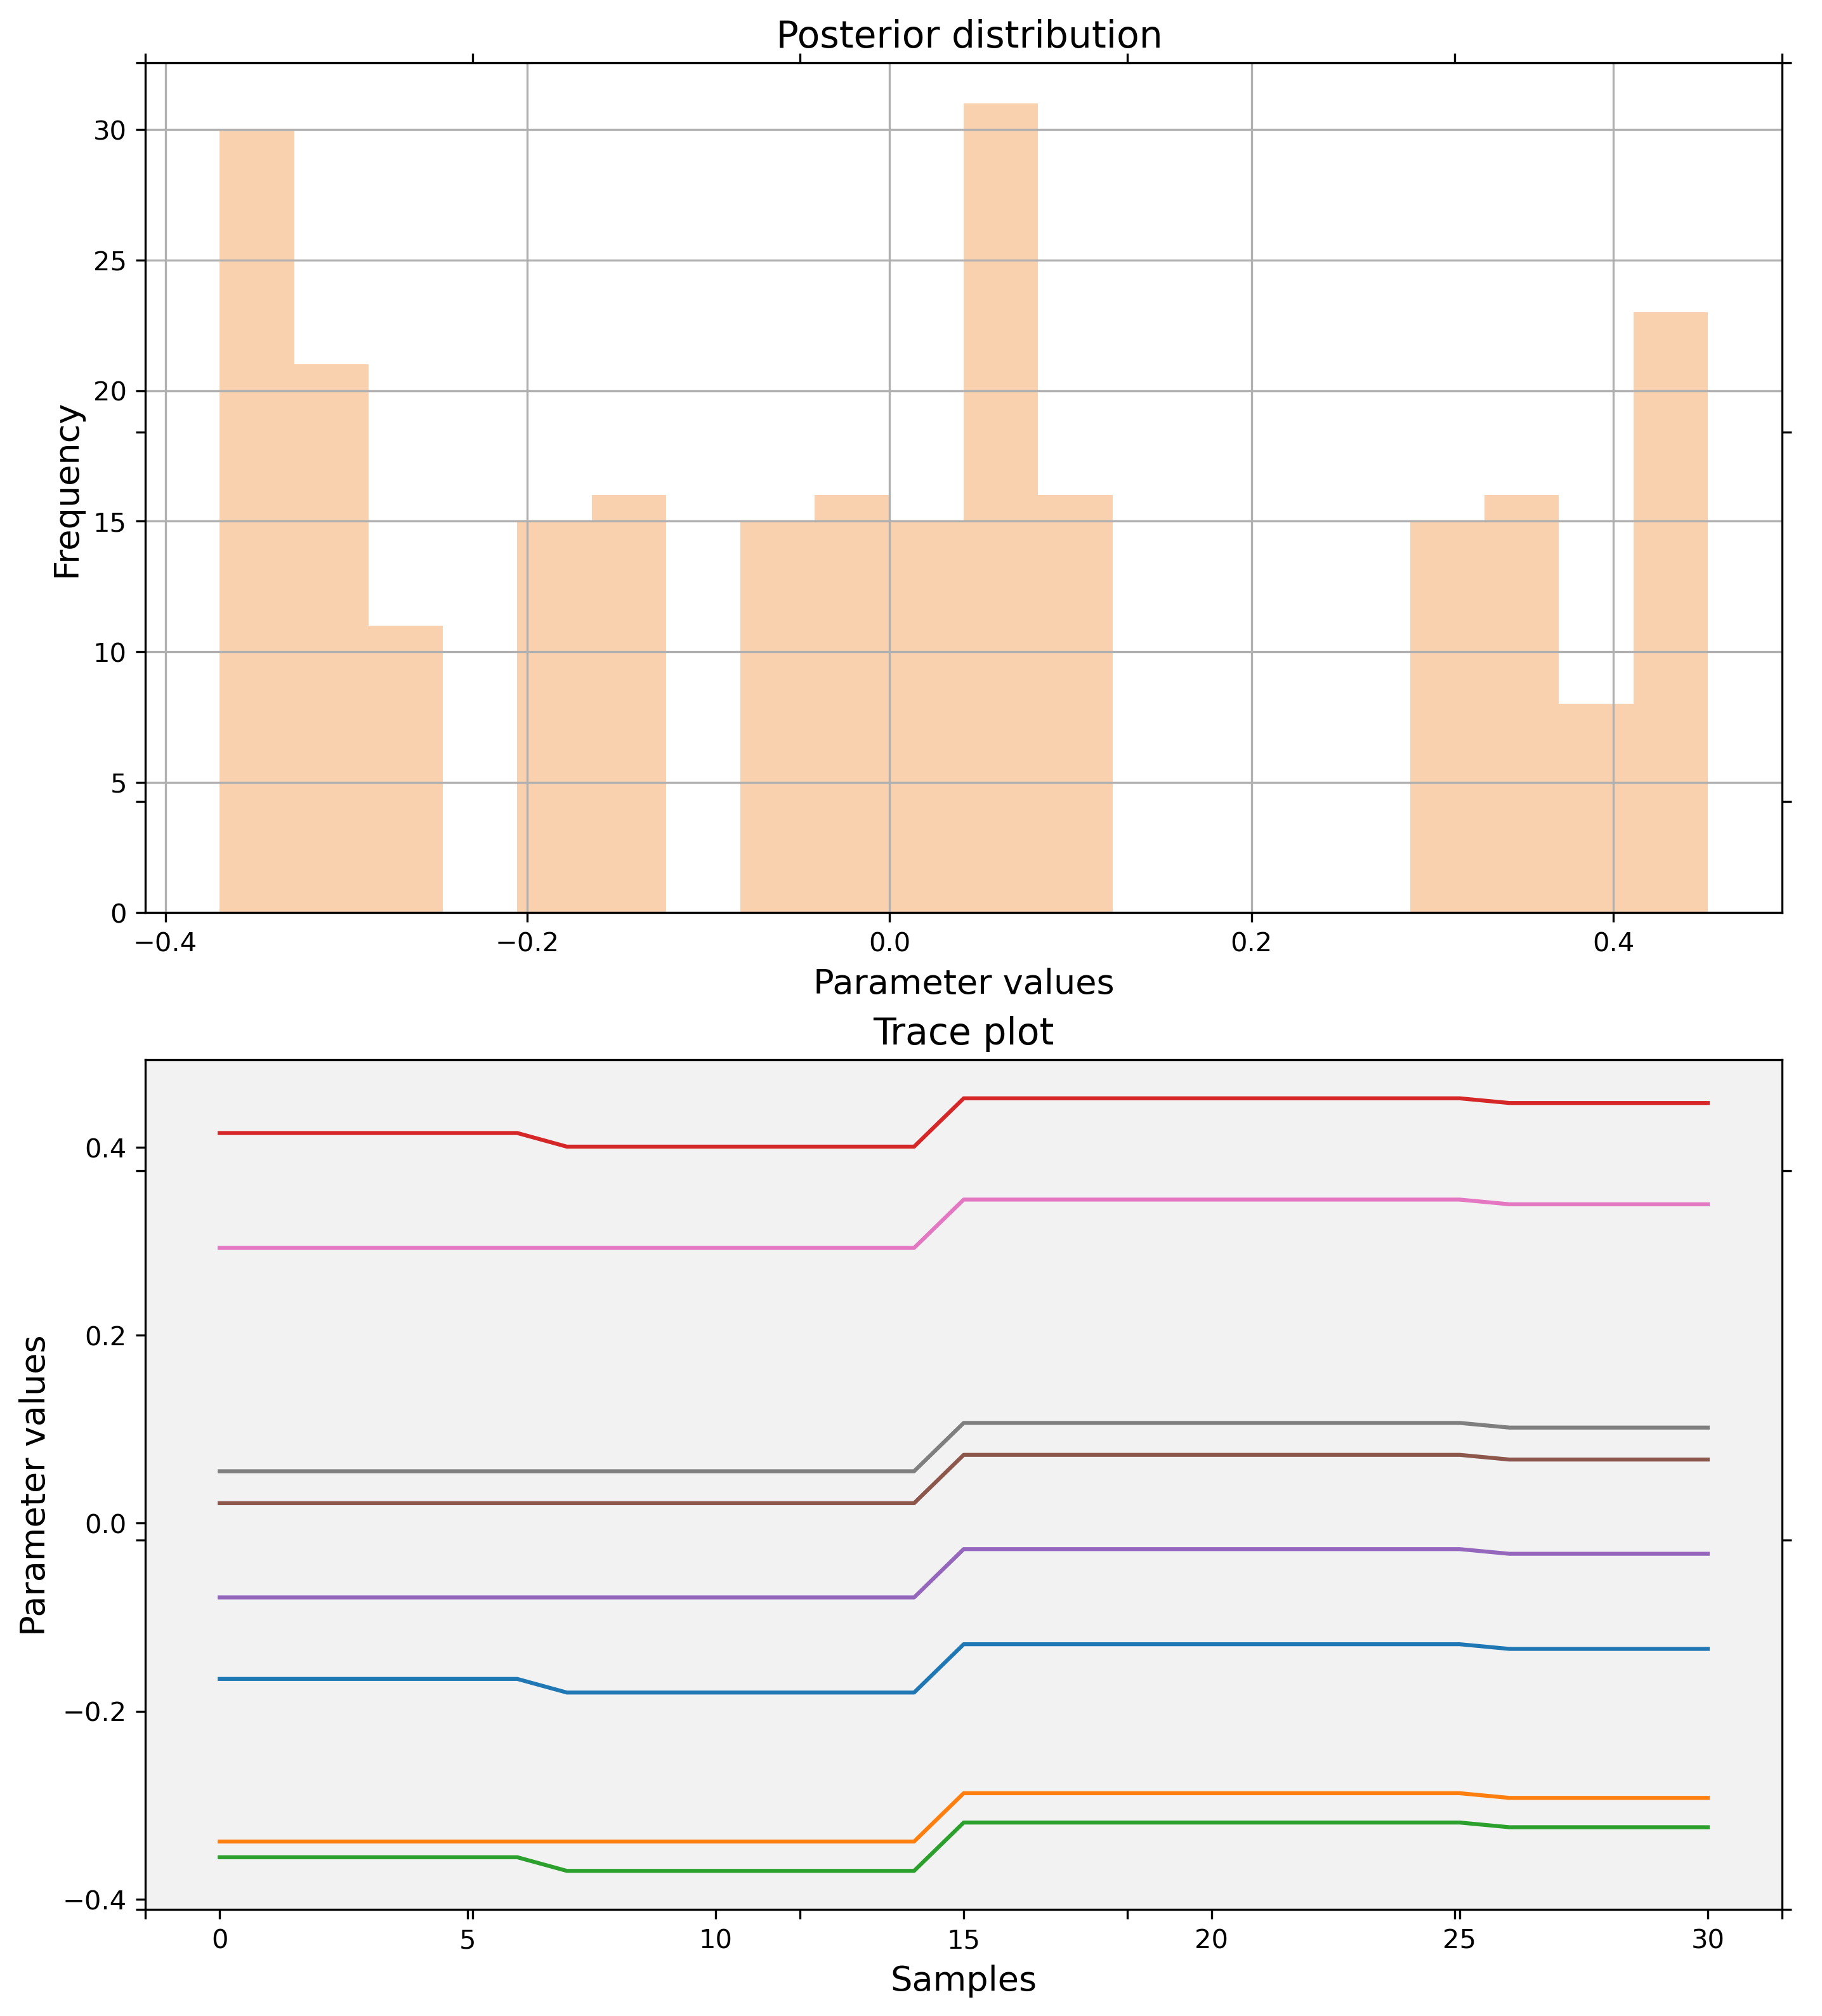 Posterior distribution
30
25
20
15
10
5
0
Frequency
−0.4 −0.2 0.0 0.2 0.4
Parameter values
Trace plot
0.4
0.2
0.0
−0.2
−0.4
Parameter values
0 5 10 15 20 25 30
Samples